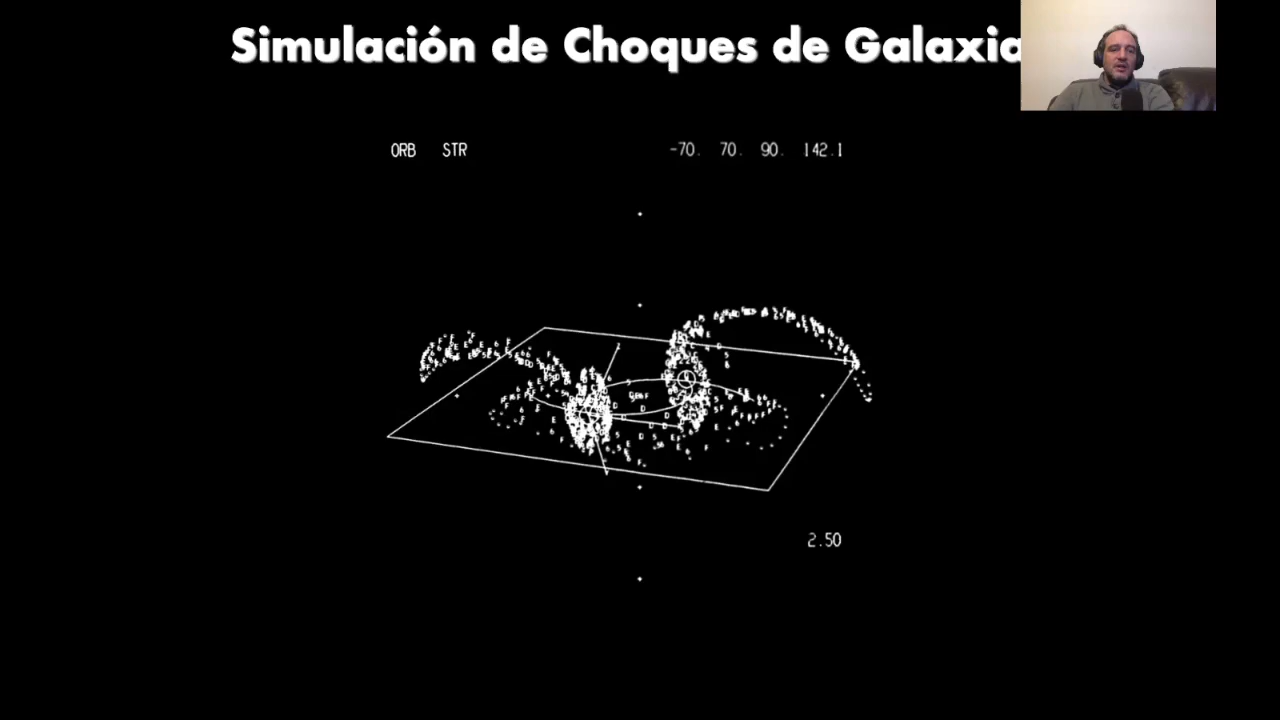 Simulación de Choques de Galaxia
ORB STR -70. 70. 90. 142.1
2.50